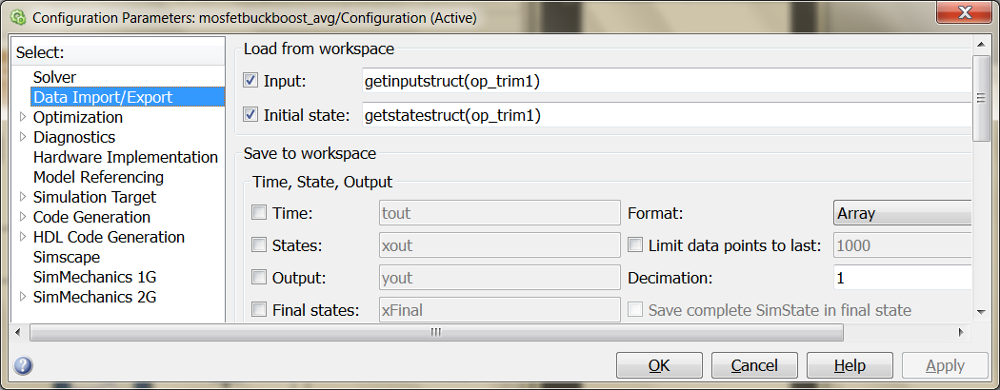 Configuration Parameters: mosfetbuckboost_avg/Configuration (Active)
Select:
Solver
Data Import/Export
Optimization
Diagnostics
Hardware Implementation
Model Referencing
Simulation Target
Code Generation
HDL Code Generation
Simscape
SimMechanics 1G
SimMechanics 2G
Load from workspace
Input: getinputstruct(op_trim1)
Initial state: getstatestruct(op_trim1)
Save to workspace
Time, State, Output
Time: tout Format: Array
States: xout Limit data points to last: 1000
Output: yout Decimation: 1
Final states: xFinal Save complete SimState in final state
OK Cancel Help Apply